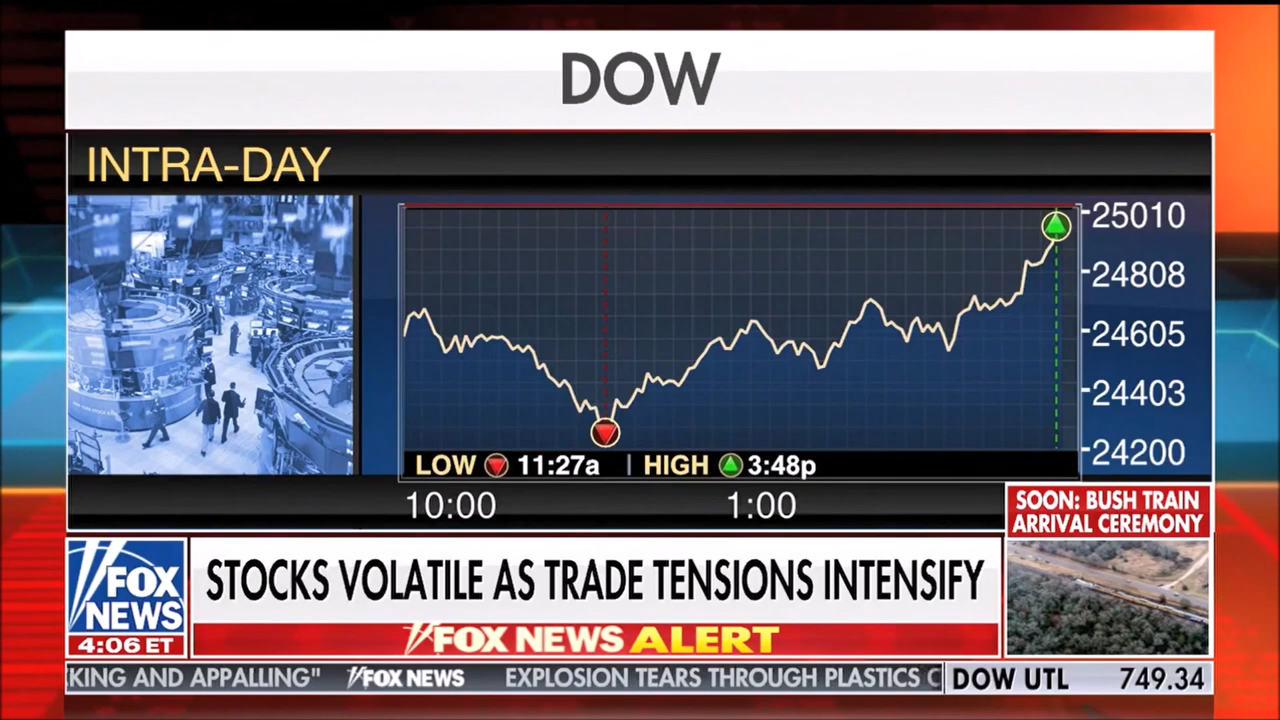 DOW
INTRA-DAY
25010
24808
24605
24403
24200
LOW 11:27a | HIGH 3:48p
10:00 1:00
SOON: BUSH TRAIN
ARRIVAL CEREMONY
FOX
NEWS
4:06 ET
STOCKS VOLATILE AS TRADE TENSIONS INTENSIFY
FOX NEWS ALERT
KING AND APPALLING" FOX NEWS EXPLOSION TEARS THROUGH PLASTICS C DOW UTL 749.34